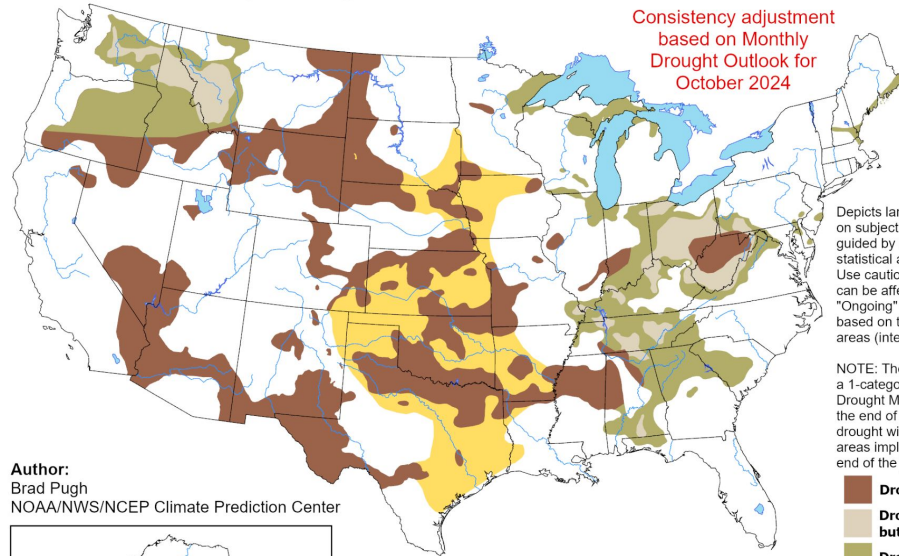 Consistency adjustment
based on Monthly
Drought Outlook for
October 2024
Depicts lar
on subject
guided by
statistical a
Use cautio
can be affe
"Ongoing"
based on t
areas (inte
NOTE: The
a 1-catego
Drought M
the end of
drought wi
areas impl
end of the
Author:
Brad Pugh
NOAA/NWS/NCEP Climate Prediction Center
Dro
Dro
but
Dro